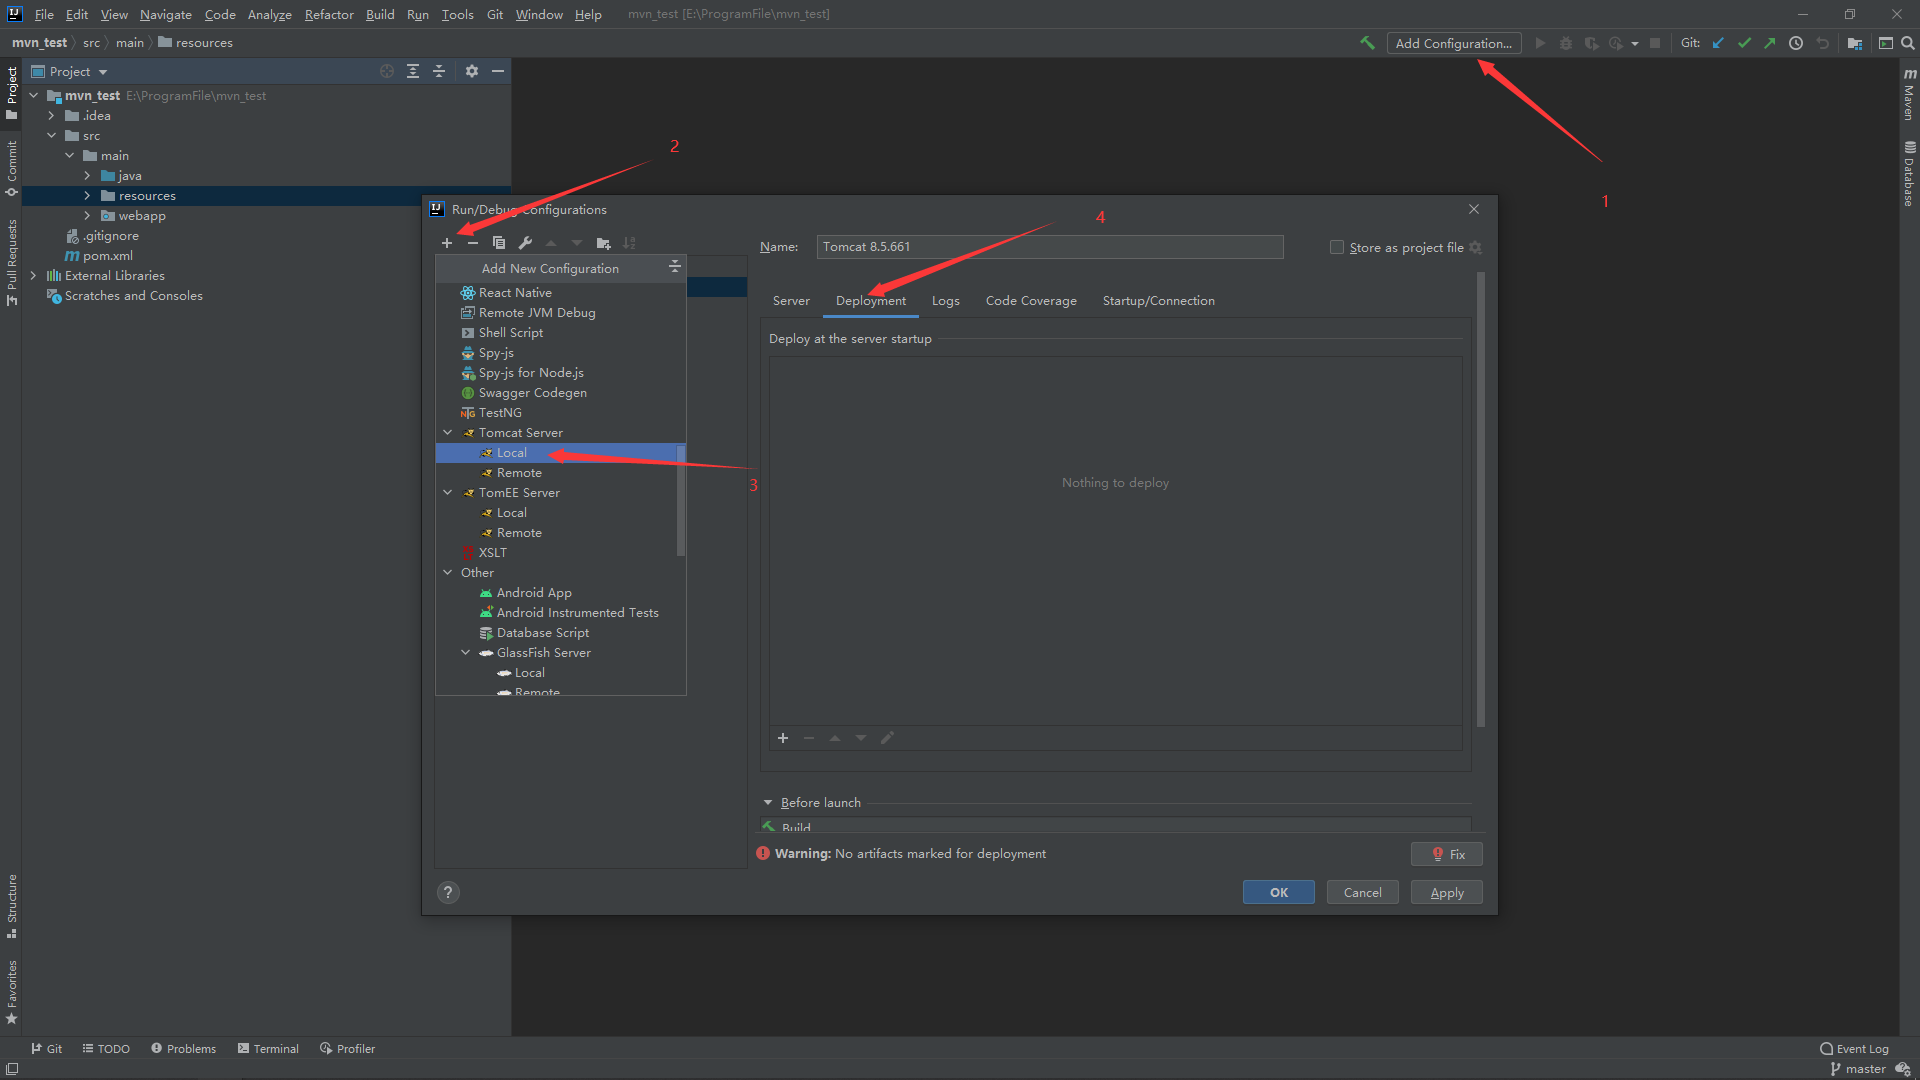 File Edit View Navigate Code Analyze Refactor Build Run Tools Git Window Help mvn_test [E:\ProgramFile\mvn_test]
mvn_test src main resources
Add Configuration...
Git:
Project
mvn_test E:\ProgramFile\mvn_test
.idea
src
main
java
resources
webapp
.gitignore
pom.xml
External Libraries
Scratches and Consoles
Project
Commit
Pull Requests
Structure
Favorites
Maven
Database
1
2
3
4
Run/Debug Configurations
Add New Configuration
React Native
Remote JVM Debug
Shell Script
Spy-js
Spy-js for Node.js
Swagger Codegen
TestNG
Tomcat Server
Local
Remote
TomEE Server
Local
Remote
XSLT
Other
Android App
Android Instrumented Tests
Database Script
GlassFish Server
Local
Remote
Name: Tomcat 8.5.661
Store as project file
Server Deployment Logs Code Coverage Startup/Connection
Deploy at the server startup
Nothing to deploy
Before launch
Build
Warning: No artifacts marked for deployment
Fix
?
OK Cancel Apply
Git TODO Problems Terminal Profiler
Event Log
master